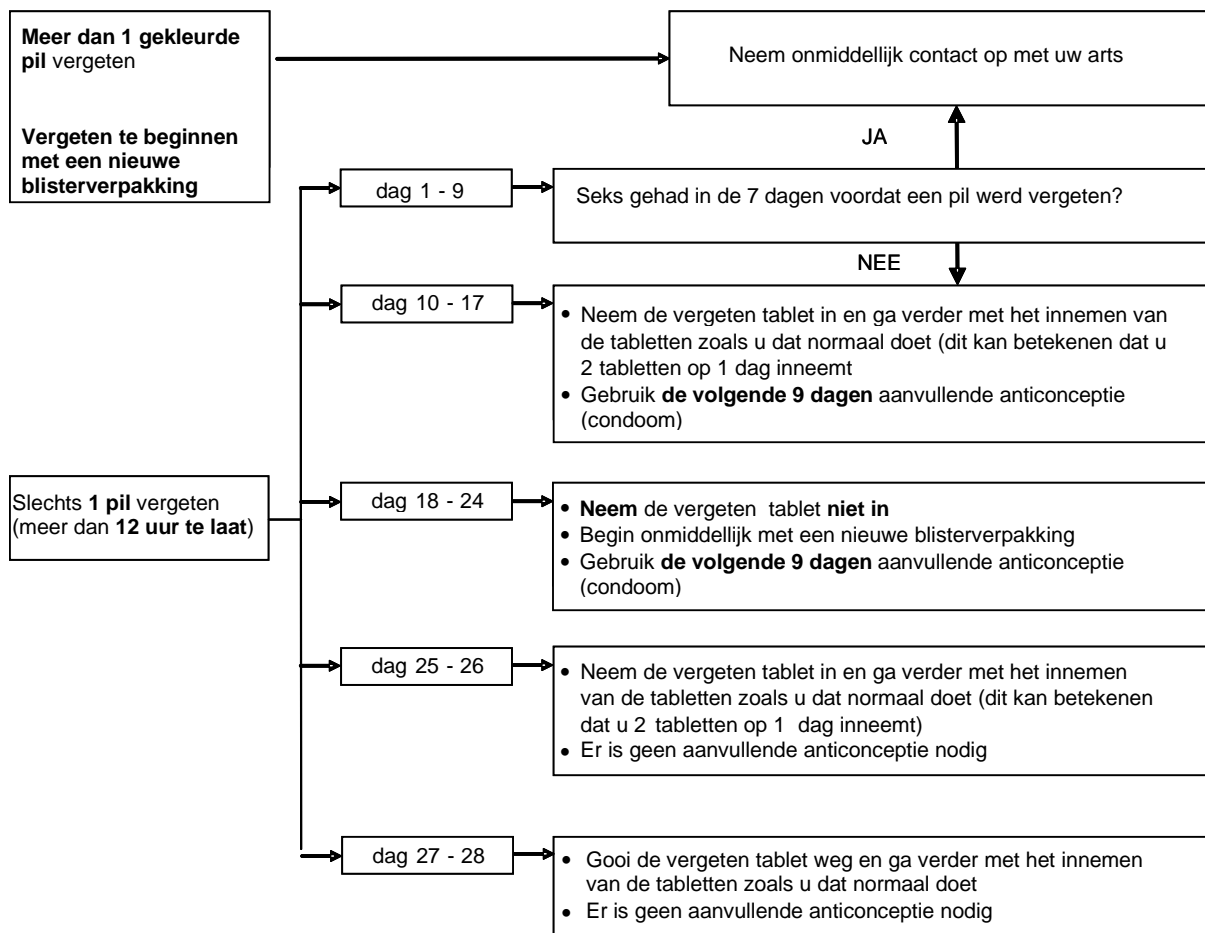 Meer dan 1 gekleurde
pil vergeten
Vergeten te beginnen
met een nieuwe
blisterverpakking
Neem onmiddellijk contact op met uw arts
JA
dag 1 - 9
Seks gehad in de 7 dagen voordat een pil werd vergeten?
NEE
dag 10 - 17
• Neem de vergeten tablet in en ga verder met het innemen van
de tabletten zoals u dat normaal doet (dit kan betekenen dat u
2 tabletten op 1 dag inneemt
• Gebruik de volgende 9 dagen aanvullende anticonceptie
(condoom)
Slechts 1 pil vergeten
(meer dan 12 uur te laat)
dag 18 - 24
• Neem de vergeten tablet niet in
• Begin onmiddellijk met een nieuwe blisterverpakking
• Gebruik de volgende 9 dagen aanvullende anticonceptie
(condoom)
dag 25 - 26
• Neem de vergeten tablet in en ga verder met het innemen
van de tabletten zoals u dat normaal doet (dit kan betekenen
dat u 2 tabletten op 1 dag inneemt)
• Er is geen aanvullende anticonceptie nodig
dag 27 - 28
• Gooi de vergeten tablet weg en ga verder met het innemen
van de tabletten zoals u dat normaal doet
• Er is geen aanvullende anticonceptie nodig